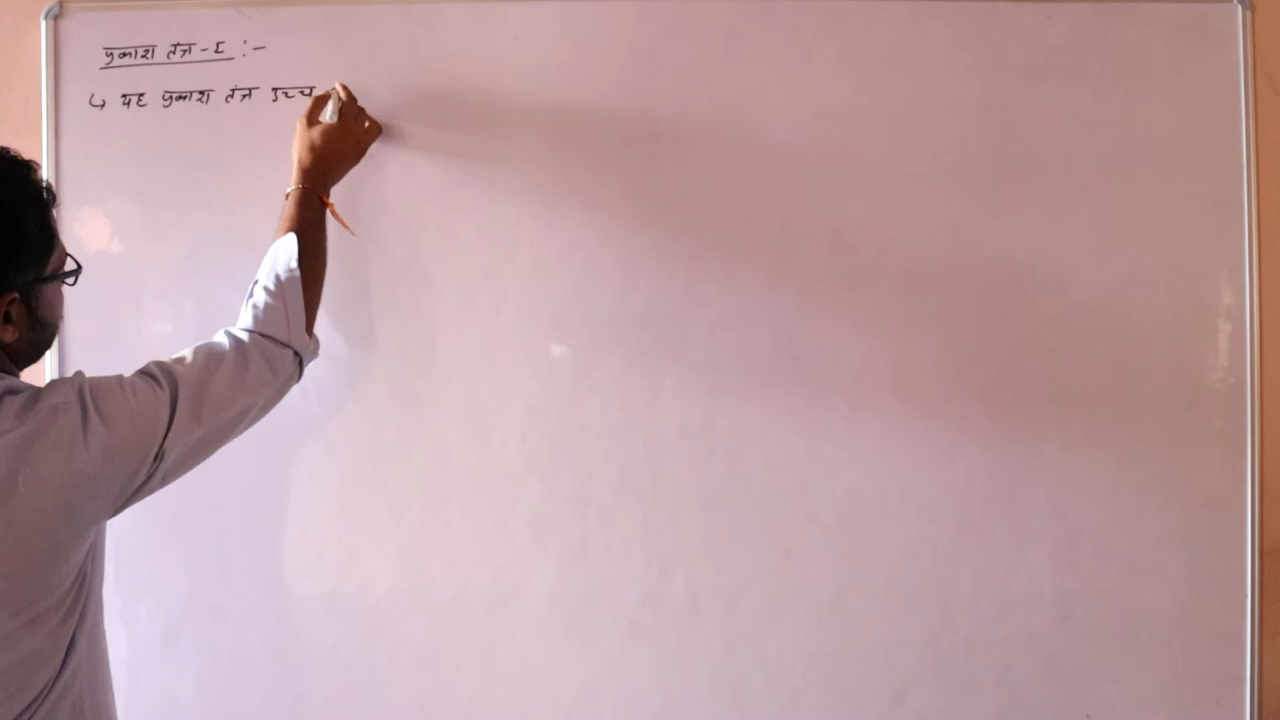 प्रकाश तंत्र-I :-
↳ यह प्रकाश तंत्र उच्च